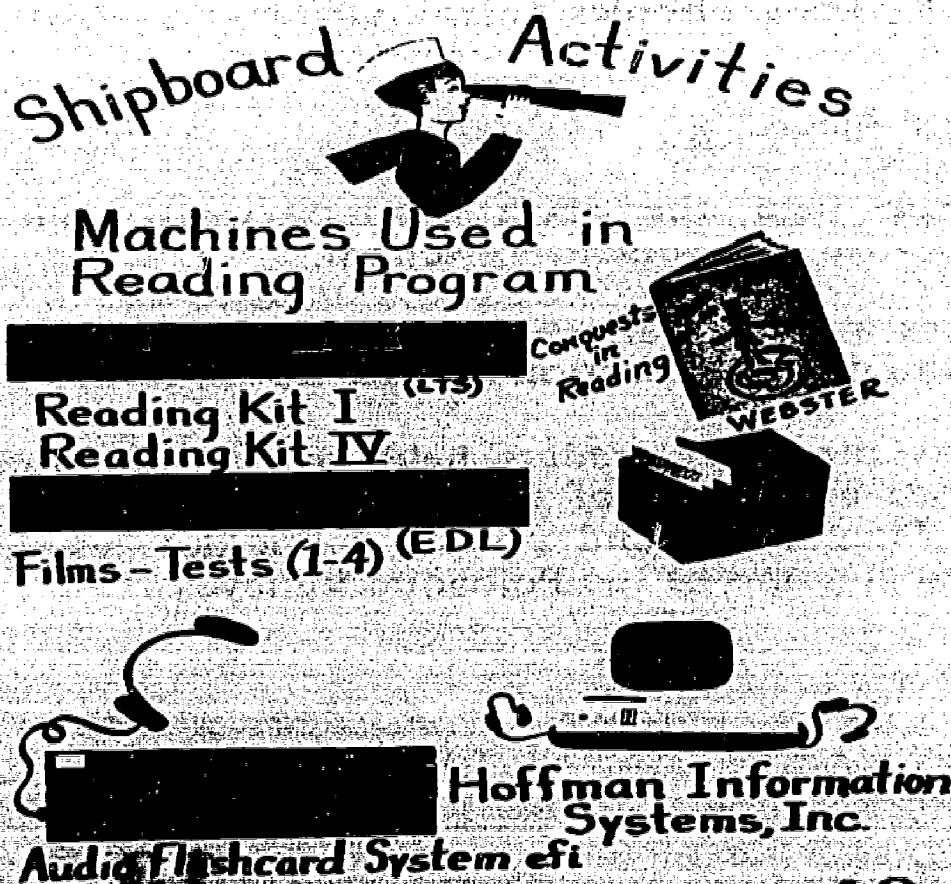 Shipboard Activities
Machines Used in
Reading Program
Conquests
in
Reading
WEBSTER
(LTS)
Reading Kit I
Reading Kit IV
(EDL)
Films - Tests (1-4)
Hoffman Information
Systems, Inc.
Audio Flashcard System efi